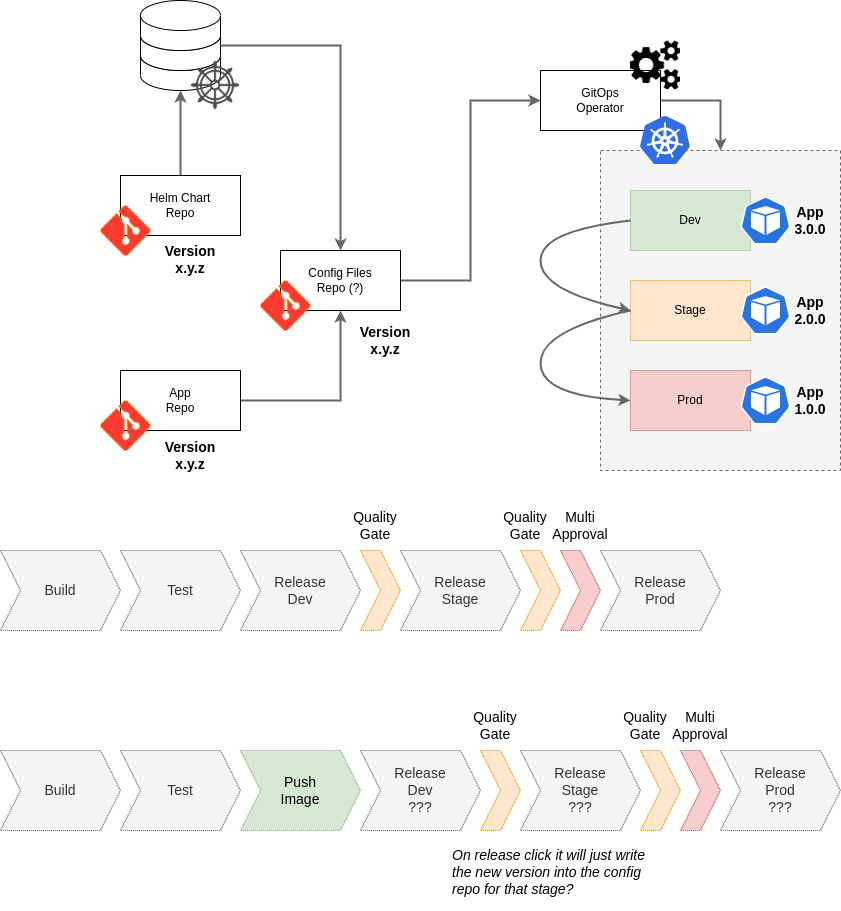 GitOps
Operator
Helm Chart
Repo
Version
x.y.z
Config Files
Repo (?)
Version
x.y.z
App
Repo
Version
x.y.z
Dev
App
3.0.0
Stage
App
2.0.0
Prod
App
1.0.0
Quality
Gate
Quality
Gate
Multi
Approval
Build
Test
Release
Dev
Release
Stage
Release
Prod
Quality
Gate
Quality
Gate
Multi
Approval
Build
Test
Push
Image
Release
Dev
???
Release
Stage
???
Release
Prod
???
On release click it will just write
the new version into the config
repo for that stage?